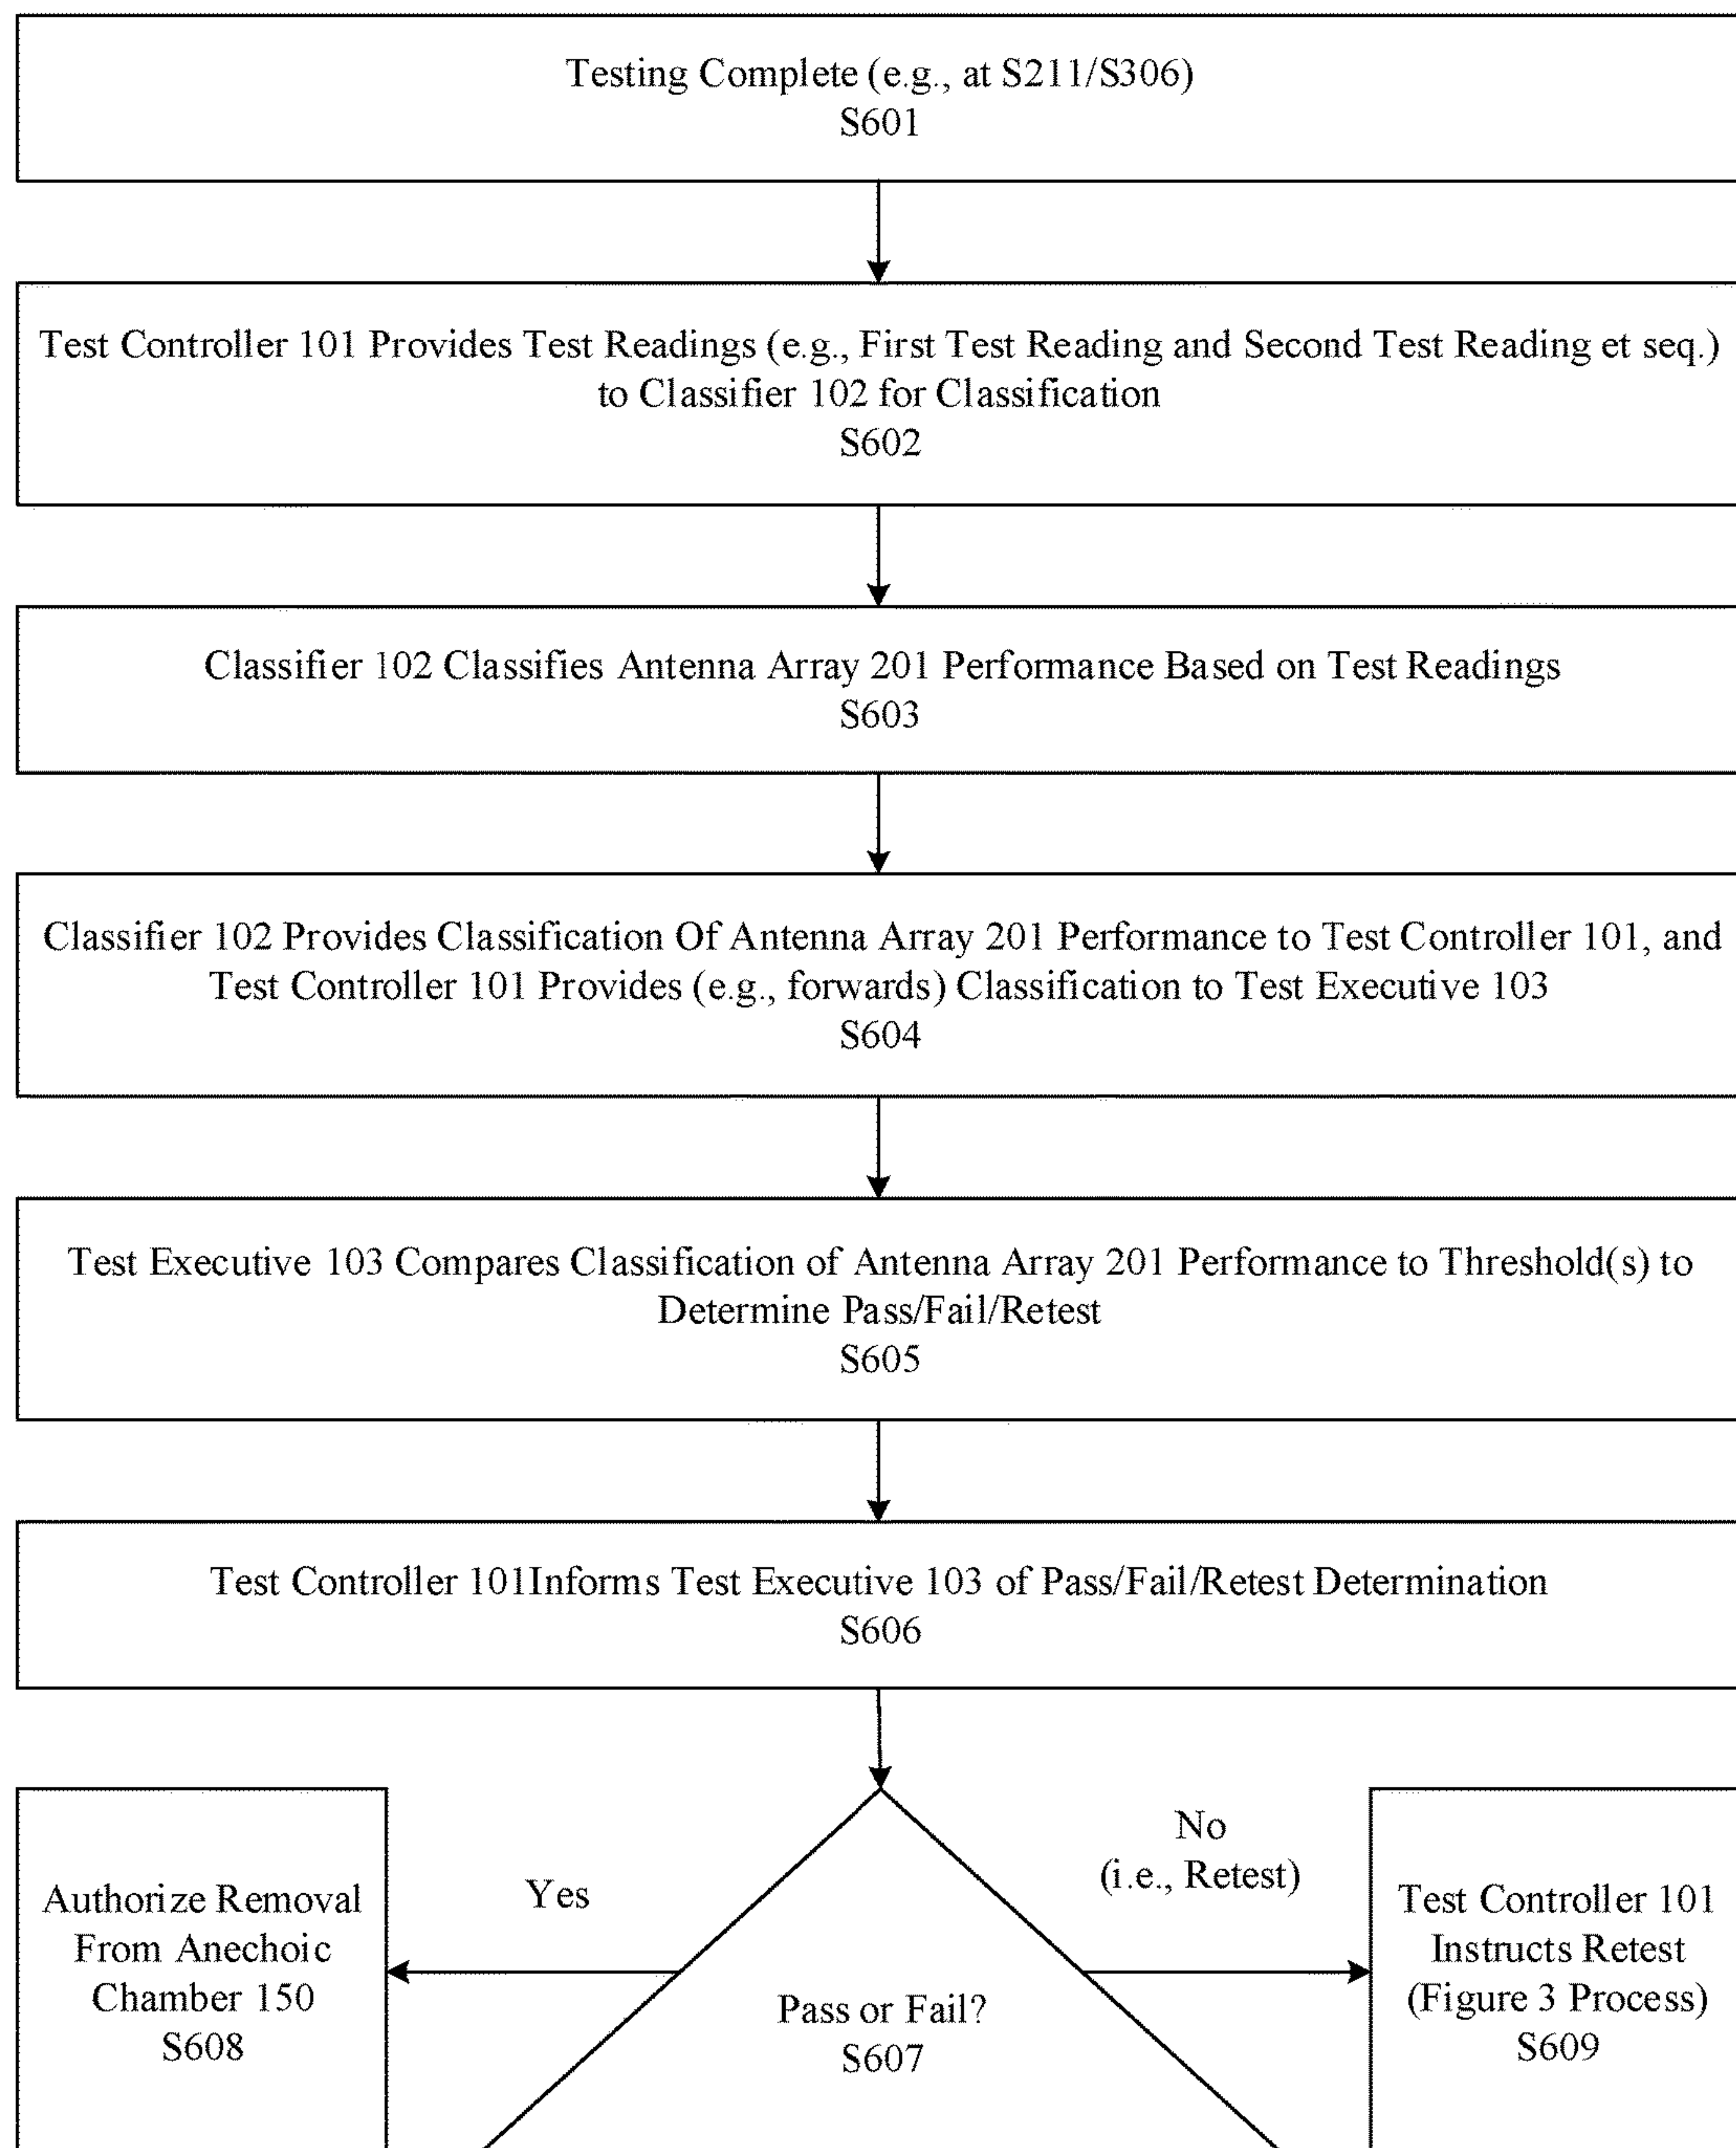 Testing Complete (e.g., at S211/S306)
S601
Test Controller 101 Provides Test Readings (e.g., First Test Reading and Second Test Reading et seq.)
to Classifier 102 for Classification
S602
Classifier 102 Classifies Antenna Array 201 Performance Based on Test Readings
S603
Classifier 102 Provides Classification Of Antenna Array 201 Performance to Test Controller 101, and
Test Controller 101 Provides (e.g., forwards) Classification to Test Executive 103
S604
Test Executive 103 Compares Classification of Antenna Array 201 Performance to Threshold(s) to
Determine Pass/Fail/Retest
S605
Test Controller 101Informs Test Executive 103 of Pass/Fail/Retest Determination
S606
Authorize Removal
From Anechoic
Chamber 150
S608
Yes
Pass or Fail?
S607
No
(i.e., Retest)
Test Controller 101
Instructs Retest
(Figure 3 Process)
S609